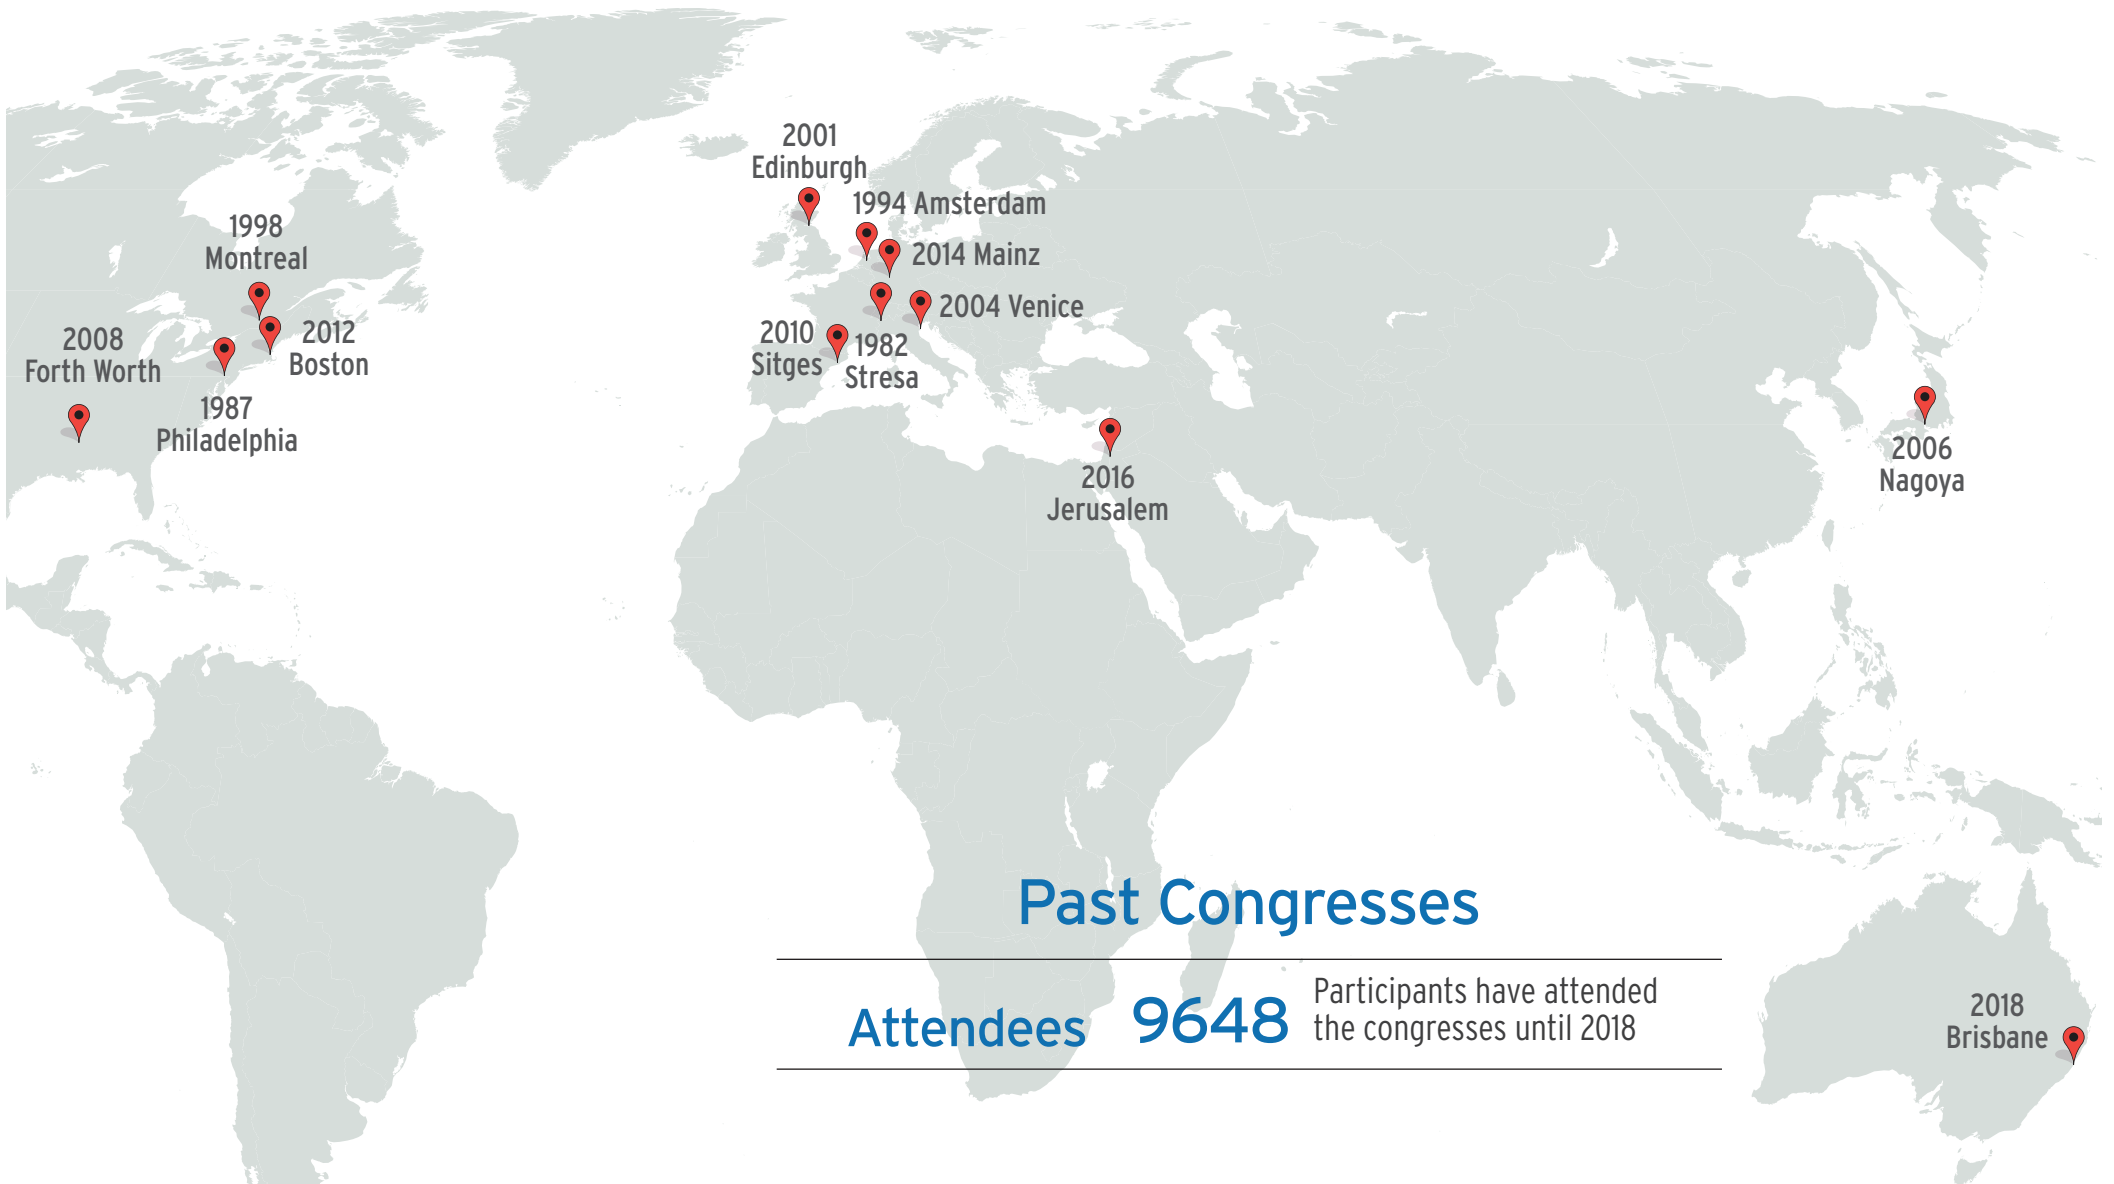 2001
Edinburgh
1994 Amsterdam
1998
Montreal
2014 Mainz
2004 Venice
2008
Forth Worth
2012
Boston
2010
Sitges
1982
Stresa
1987
Philadelphia
2016
Jerusalem
2006
Nagoya
Past Congresses
Attendees 9648
Participants have attended
the congresses until 2018
2018
Brisbane